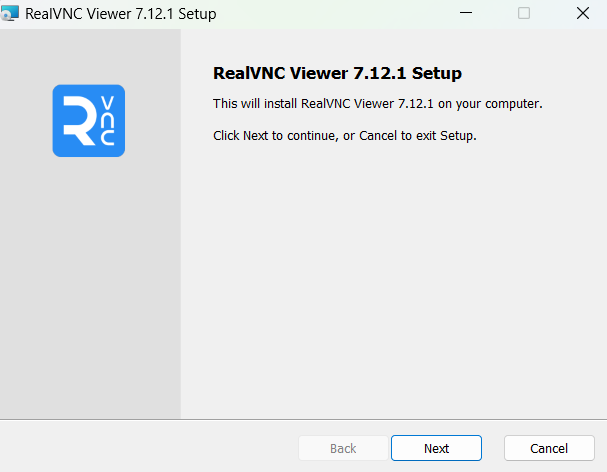 RealVNC Viewer 7.12.1 Setup
R vnc
RealVNC Viewer 7.12.1 Setup
This will install RealVNC Viewer 7.12.1 on your computer.
Click Next to continue, or Cancel to exit Setup.
Back Next Cancel